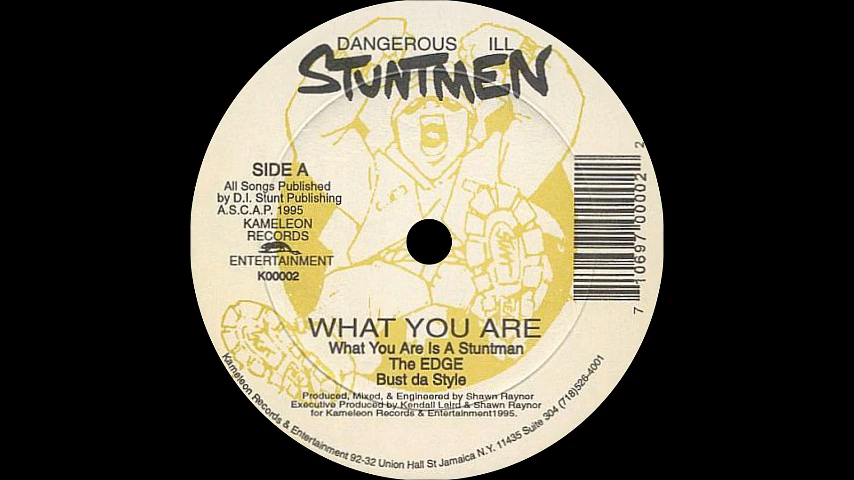 DANGEROUS ILL
STUNTMEN
SIDE A
All Songs Published
by D.I. Stunt Publishing
A.S.C.A.P. 1995
KAMELEON
RECORDS
ENTERTAINMENT
K00002
7 10697 00002 2
WHAT YOU ARE
What You Are Is A Stuntman
The EDGE
Bust da Style
Produced, Mixed, & Engineered by Shawn Raynor
Executive Produced by Kendall Laird & Shawn Raynor
for Kameleon Records & Entertainment1995.
Kameleon Records & Entertainment 92-32 Union Hall St Jamaica N.Y. 11435 Suite 304 (718)526-4001